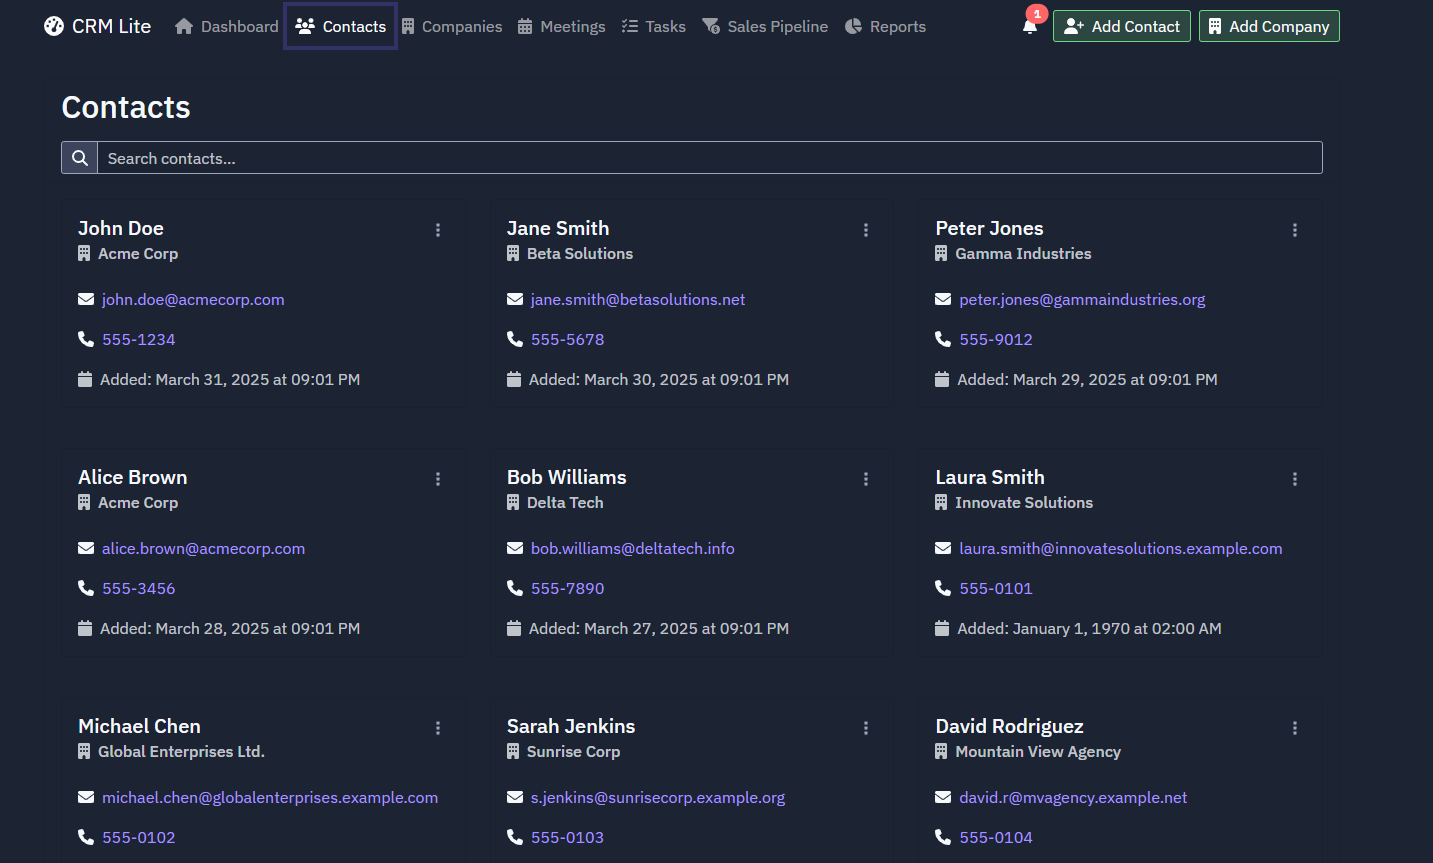 CRM Lite Dashboard Contacts Companies Meetings Tasks Sales Pipeline Reports 1 Add Contact Add Company
Contacts
Search contacts...
John Doe
Acme Corp
john.doe@acmecorp.com
555-1234
Added: March 31, 2025 at 09:01 PM
Jane Smith
Beta Solutions
jane.smith@betasolutions.net
555-5678
Added: March 30, 2025 at 09:01 PM
Peter Jones
Gamma Industries
peter.jones@gammaindustries.org
555-9012
Added: March 29, 2025 at 09:01 PM
Alice Brown
Acme Corp
alice.brown@acmecorp.com
555-3456
Added: March 28, 2025 at 09:01 PM
Bob Williams
Delta Tech
bob.williams@deltatech.info
555-7890
Added: March 27, 2025 at 09:01 PM
Laura Smith
Innovate Solutions
laura.smith@innovatesolutions.example.com
555-0101
Added: January 1, 1970 at 02:00 AM
Michael Chen
Global Enterprises Ltd.
michael.chen@globalenterprises.example.com
555-0102
Sarah Jenkins
Sunrise Corp
s.jenkins@sunrisecorp.example.org
555-0103
David Rodriguez
Mountain View Agency
david.r@mvagency.example.net
555-0104